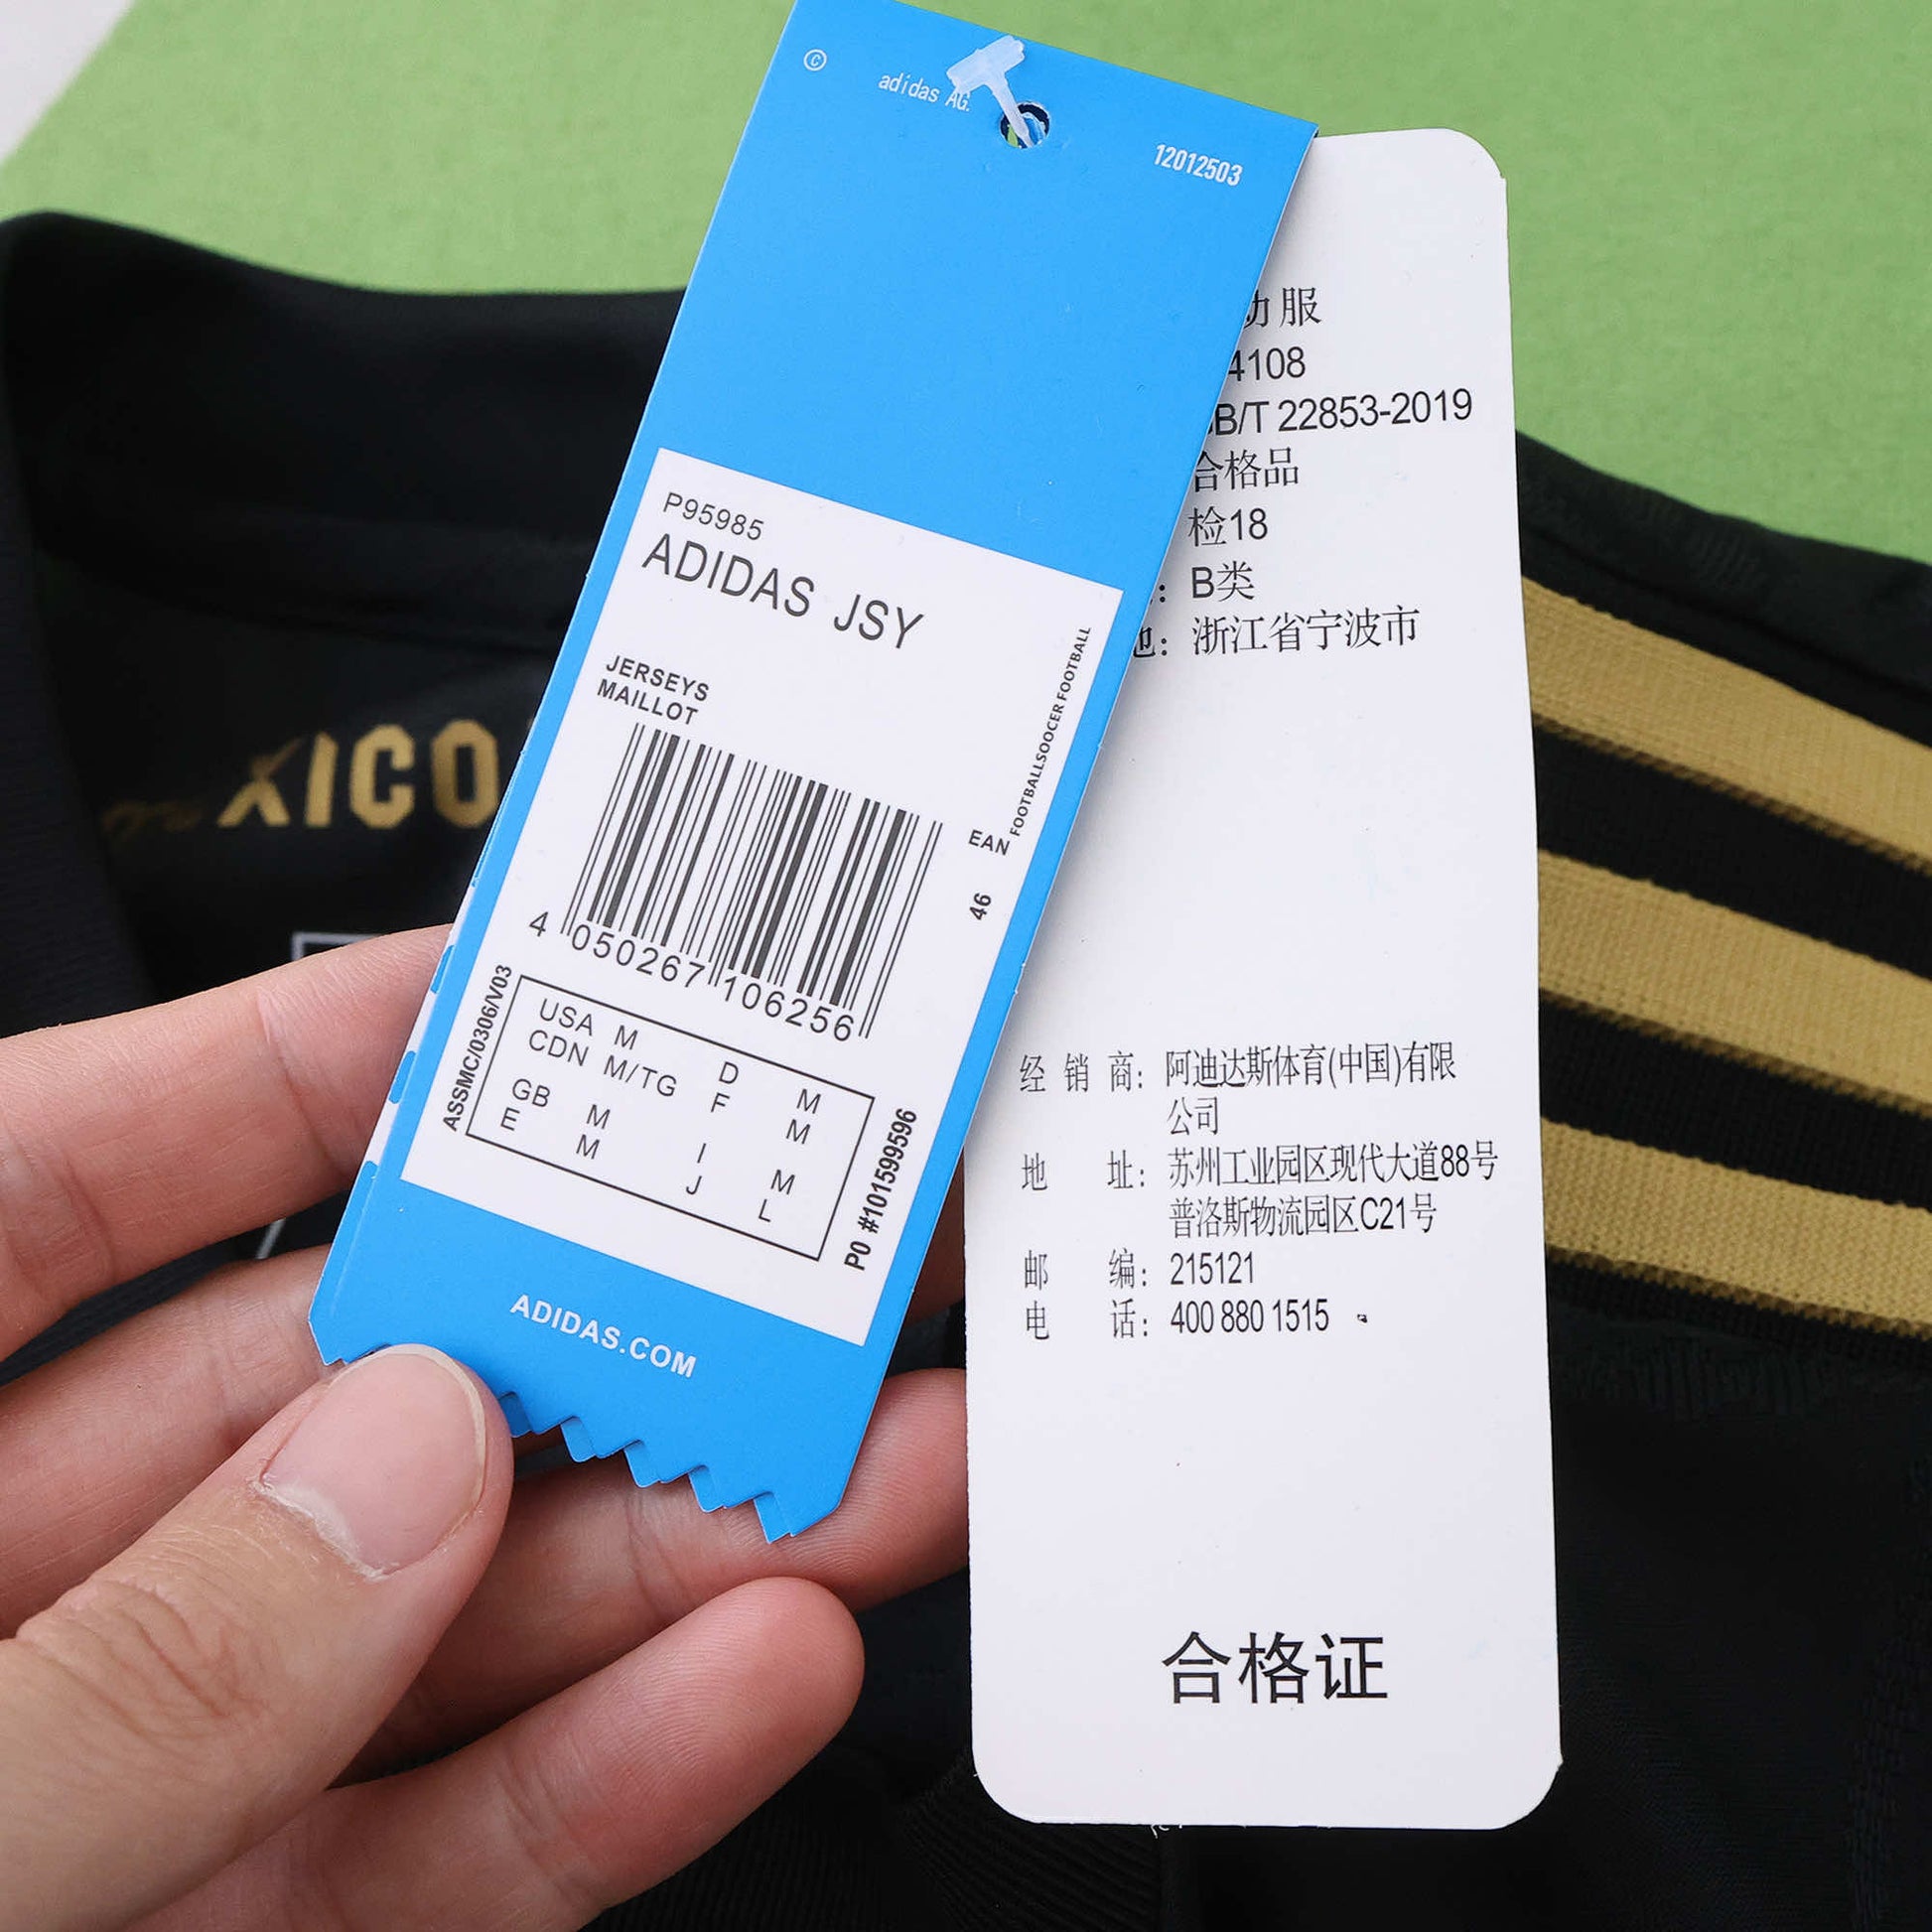 ©
adidas AG.
12012503
P95985
ADIDAS JSY
JERSEYS
MAILLOT
FOOTBALLSOOCER FOOTBALL
EAN
46
4 050267 106256
ASSMC/0306/V03
USA M D M
CDN M/TG F M
GB M I M
E M J L
PO #101599596
ADIDAS.COM
服
4108
B/T 22853-2019
合格品
检18
: B类
: 浙江省宁波市
经销商: 阿迪达斯体育(中国)有限
公司
地址: 苏州工业园区现代大道88号
普洛斯物流园区C21号
邮编: 215121
电话: 400 880 1515
合格证
XICO